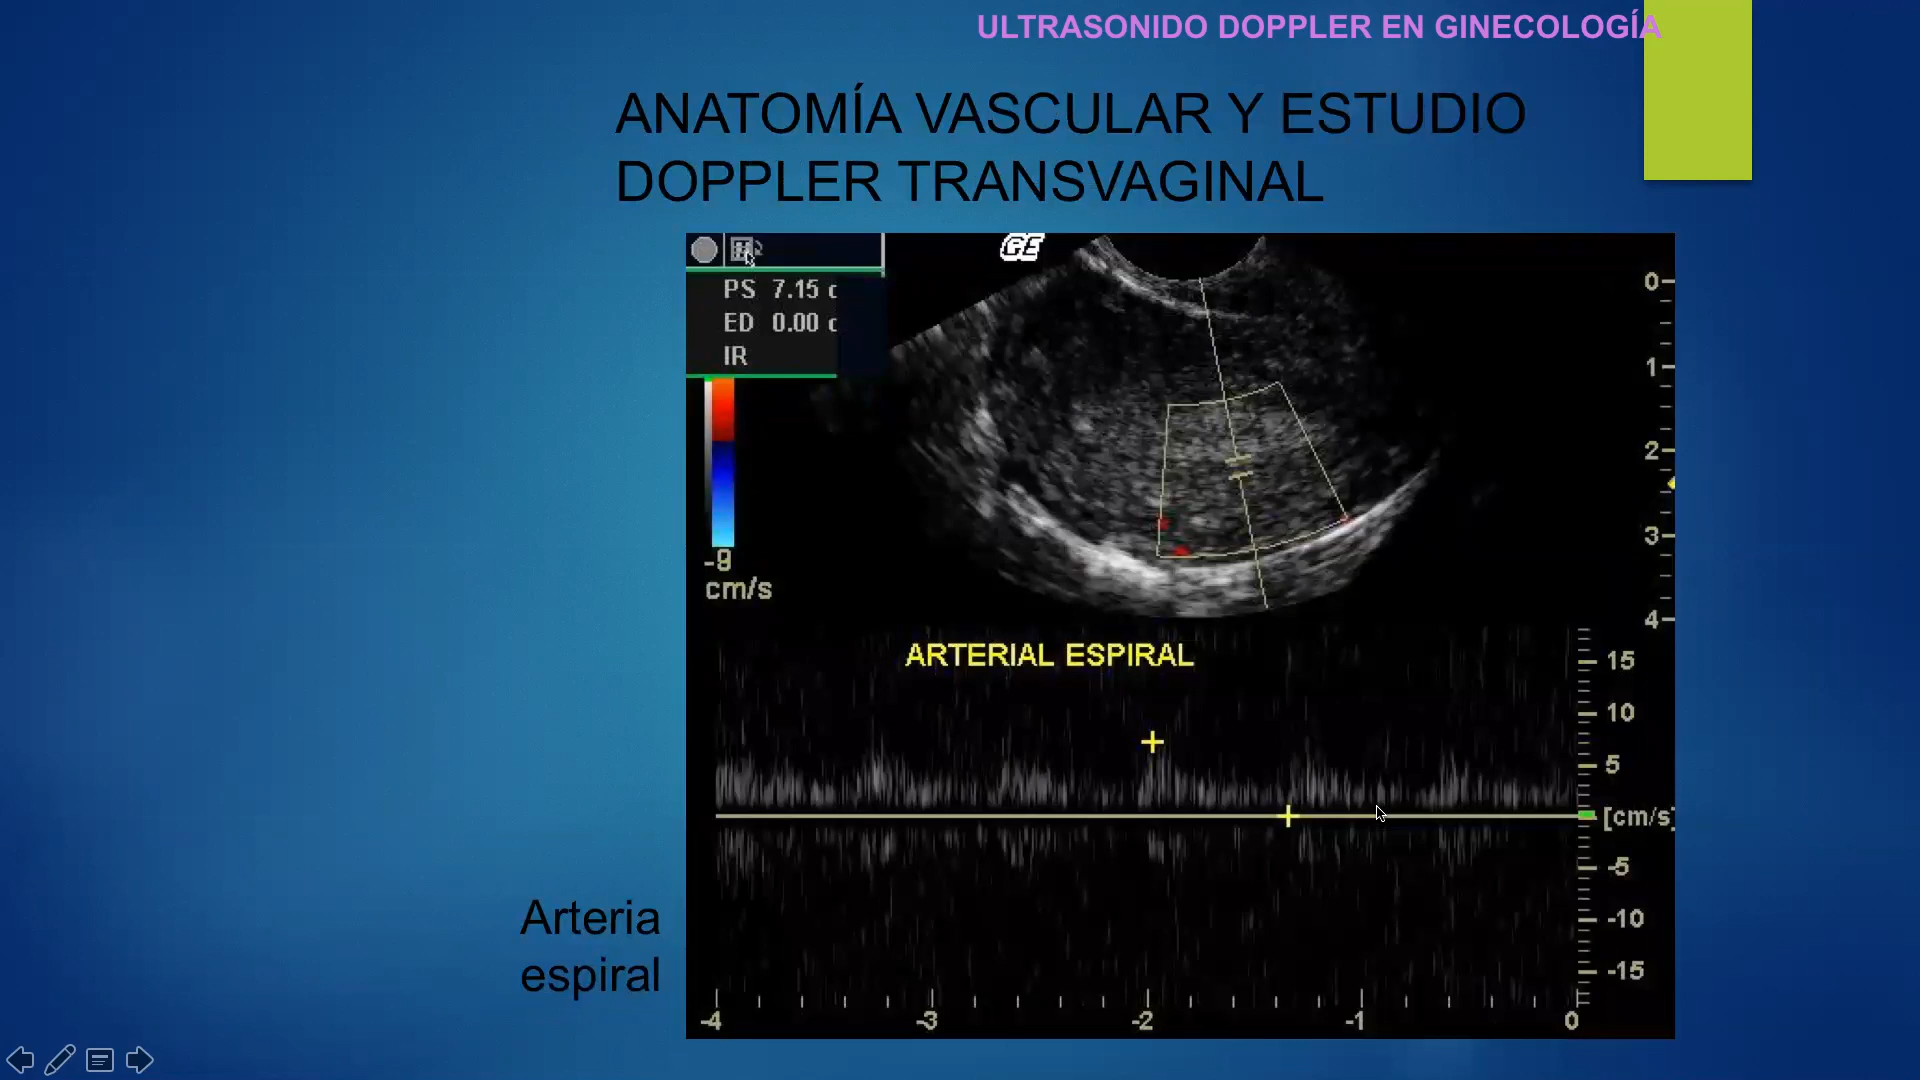 ULTRASONIDO DOPPLER EN GINECOLOGÍA
ANATOMÍA VASCULAR Y ESTUDIO
DOPPLER TRANSVAGINAL
GE
PS 7.15 c
ED 0.00 c
IR
-9
cm/s
0
1
2
3
4
ARTERIAL ESPIRAL
15
10
5
[cm/s]
-5
-10
-15
-4 -3 -2 -1 0
Arteria
espiral